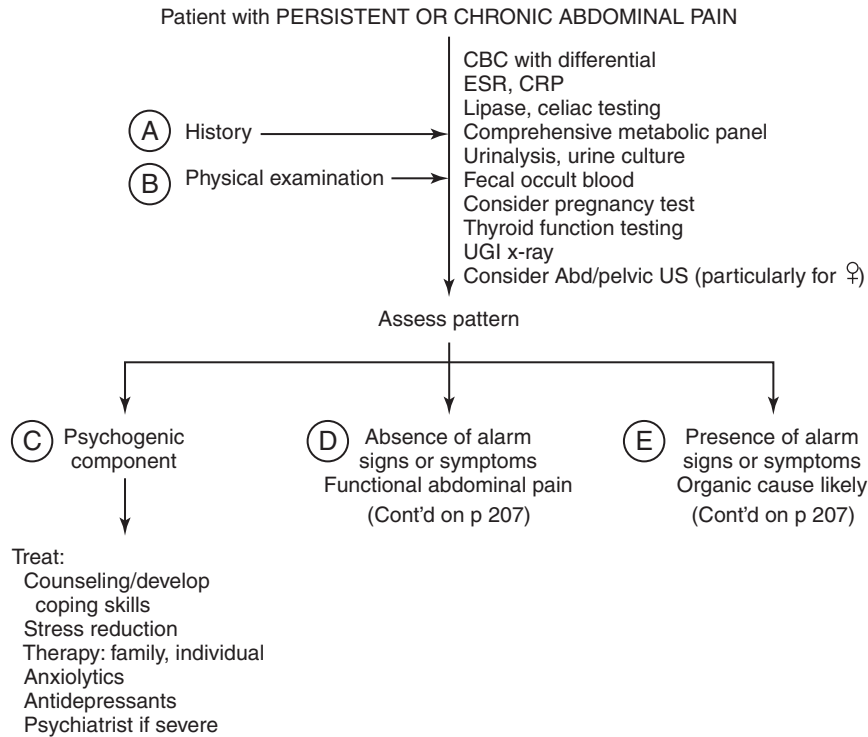 Patient with PERSISTENT OR CHRONIC ABDOMINAL PAIN
CBC with differential
ESR, CRP
Lipase, celiac testing
A History
Comprehensive metabolic panel
Urinalysis, urine culture
B Physical examination
Fecal occult blood
Consider pregnancy test
Thyroid function testing
UGI x-ray
Consider Abd/pelvic US (particularly for ♀)
Assess pattern
C Psychogenic
component
D Absence of alarm
signs or symptoms
Functional abdominal pain
(Cont'd on p 207)
E Presence of alarm
signs or symptoms
Organic cause likely
(Cont'd on p 207)
Treat:
Counseling/develop
coping skills
Stress reduction
Therapy: family, individual
Anxiolytics
Antidepressants
Psychiatrist if severe